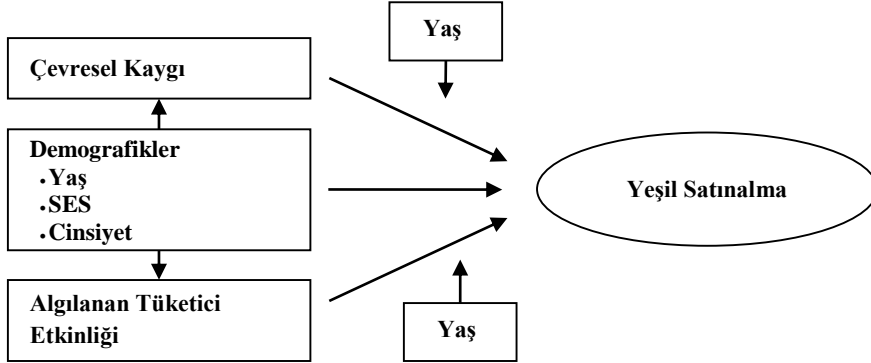 Yaş
Çevresel Kaygı
Demografikler
• Yaş
• SES
• Cinsiyet
Yeşil Satınalma
Algılanan Tüketici
Etkinliği
Yaş